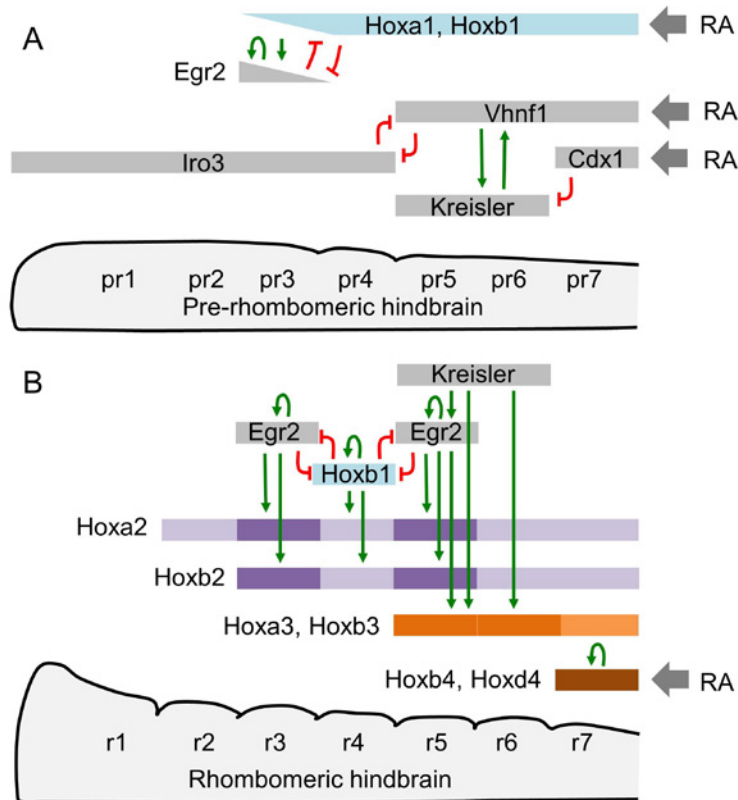 A
Hoxa1, Hoxb1
RA
Egr2
Vhnf1
RA
Iro3
Cdx1
RA
Kreisler
pr1 pr2 pr3 pr4 pr5 pr6 pr7
Pre-rhombomeric hindbrain
B
Kreisler
Egr2
Egr2
Hoxb1
Hoxa2
Hoxb2
Hoxa3, Hoxb3
Hoxb4, Hoxd4
RA
r1 r2 r3 r4 r5 r6 r7
Rhombomeric hindbrain